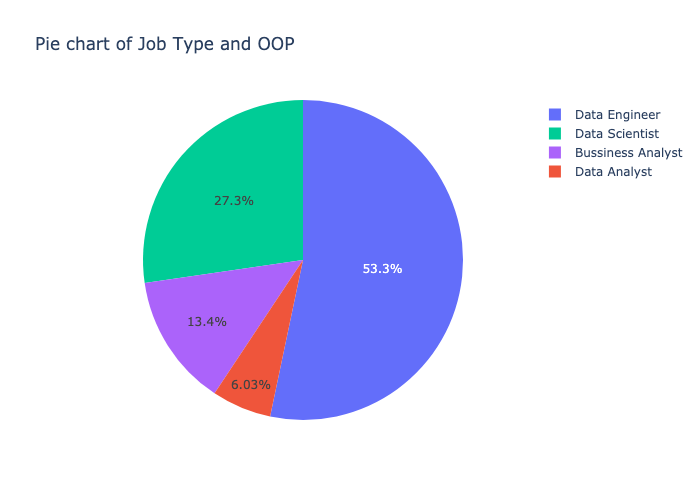 Pie chart of Job Type and OOP
Data Engineer
Data Scientist
Bussiness Analyst
Data Analyst
27.3%
53.3%
13.4%
6.03%